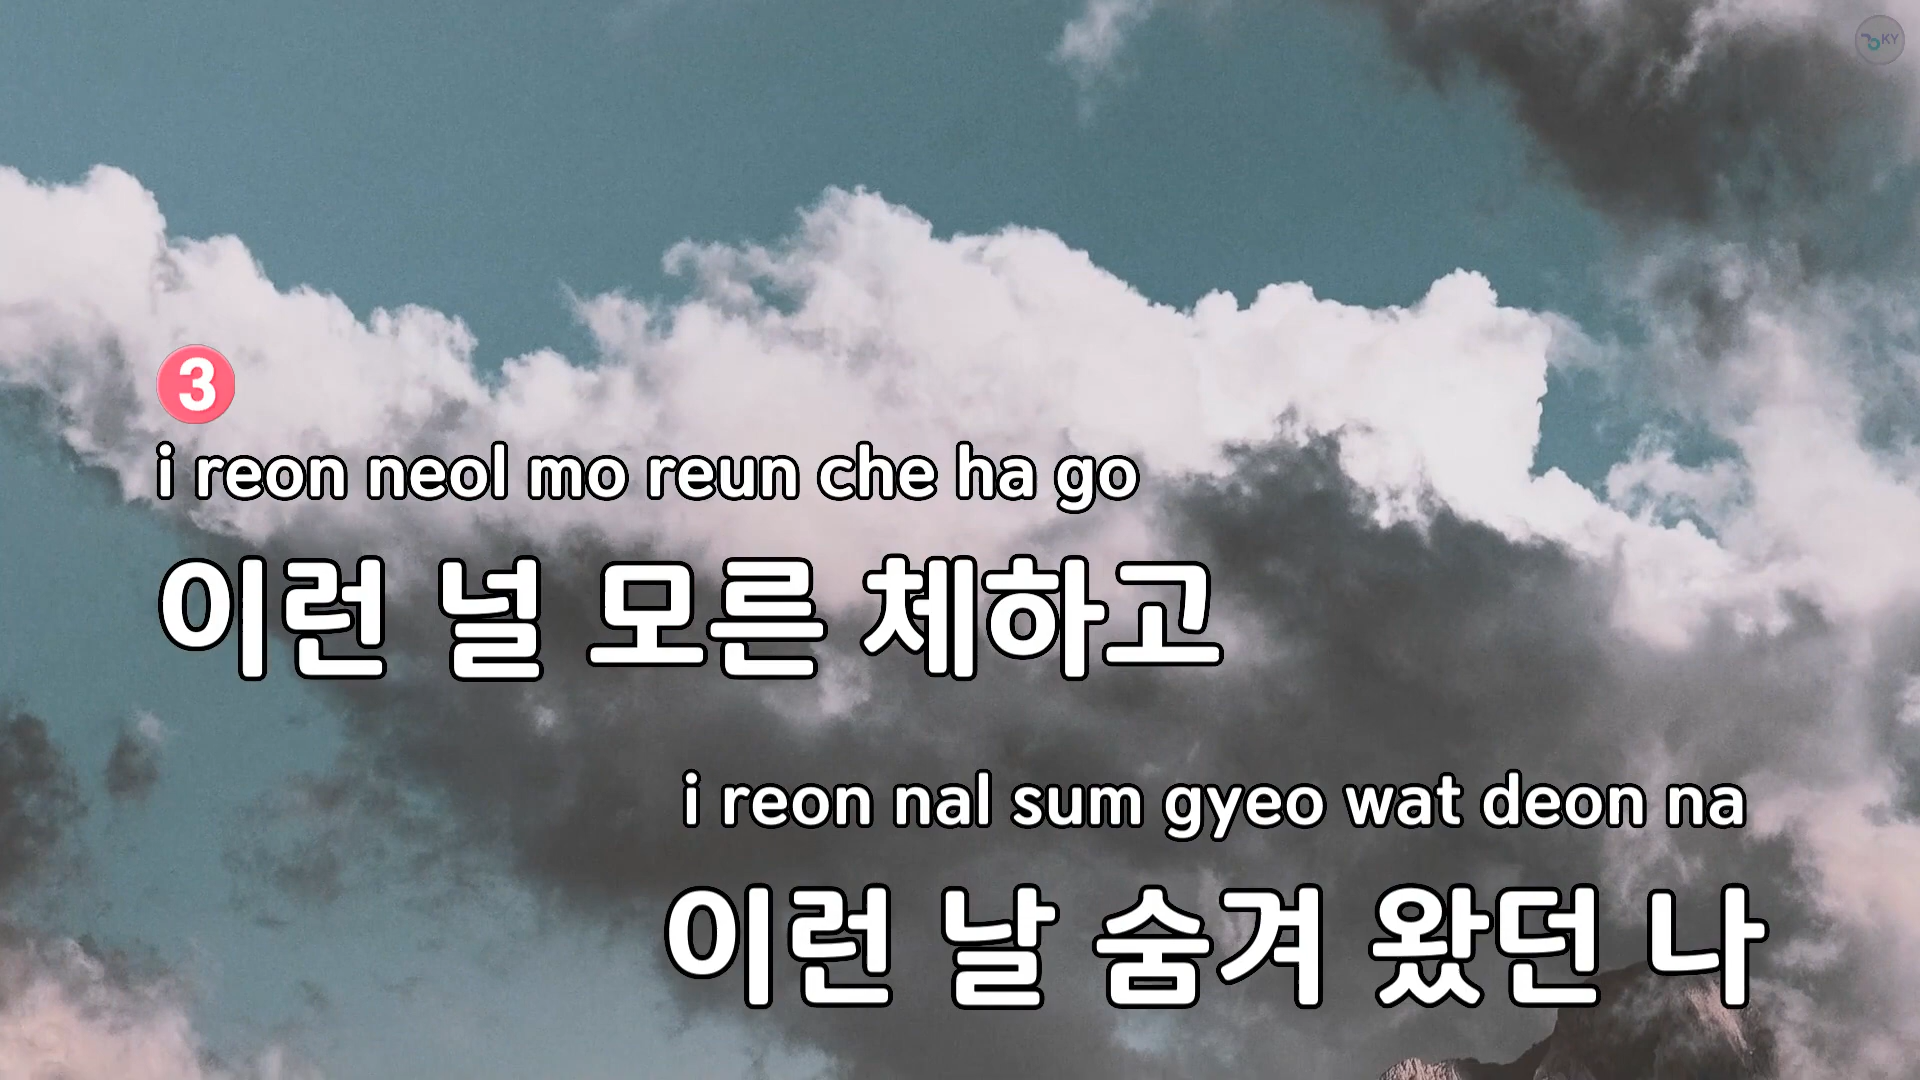 KY
3
i reon neol mo reun che ha go
이런 널 모른 체하고
i reon nal sum gyeo wat deon na
이런 날 숨겨 왔던 나